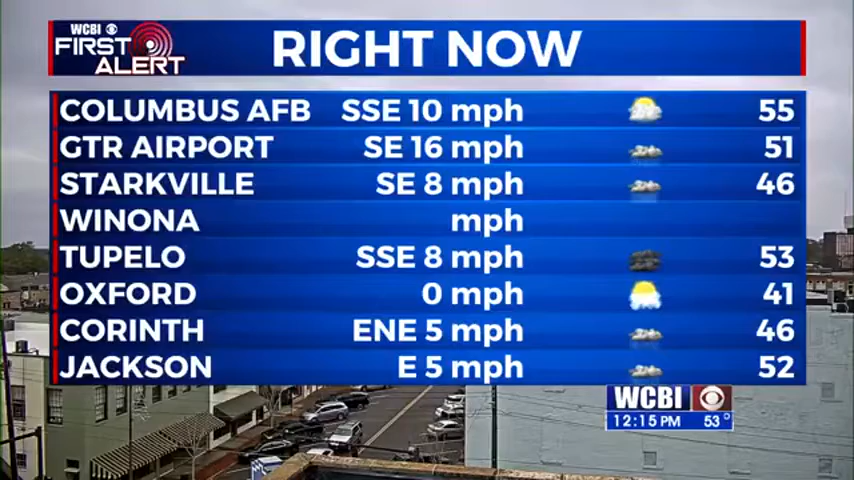 WCBI
FIRST
ALERT
RIGHT NOW
COLUMBUS AFB SSE 10 mph 55
GTR AIRPORT SE 16 mph 51
STARKVILLE SE 8 mph 46
WINONA mph
TUPELO SSE 8 mph 53
OXFORD 0 mph 41
CORINTH ENE 5 mph 46
JACKSON E 5 mph 52
WCBI
12:15 PM 53°